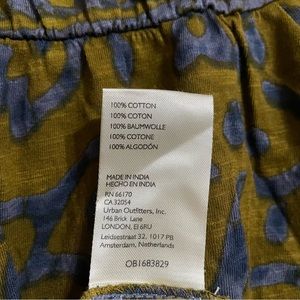 100% COTTON
100% COTON
100% BAUMWOLLE
100% COTONE
100% ALGODÓN
MADE IN INDIA
HECHO EN INDIA
RN 66170
CA 32054
Urban Outfitters, Inc.
146 Brick Lane
LONDON, EI 6RU
Leidsestraat 32, 1017 PB
Amsterdam, Netherlands
OB1683829